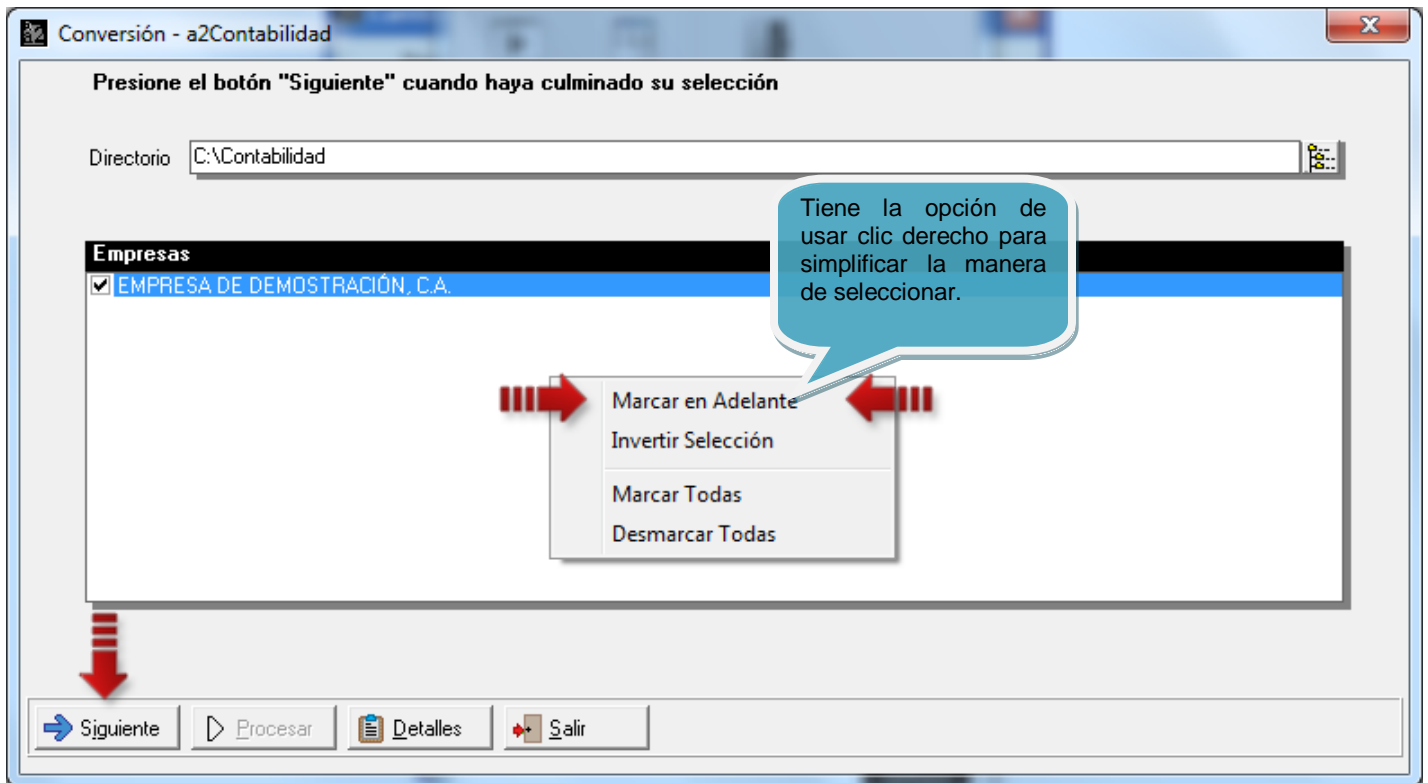 Conversión - a2Contabilidad
Presione el botón "Siguiente" cuando haya culminado su selección
Directorio C:\Contabilidad
Tiene la opción de
usar clic derecho para
simplificar la manera
de seleccionar.
Empresas
EMPRESA DE DEMOSTRACIÓN, C.A.
Marcar en Adelante
Invertir Selección
Marcar Todas
Desmarcar Todas
Siguiente Procesar Detalles Salir